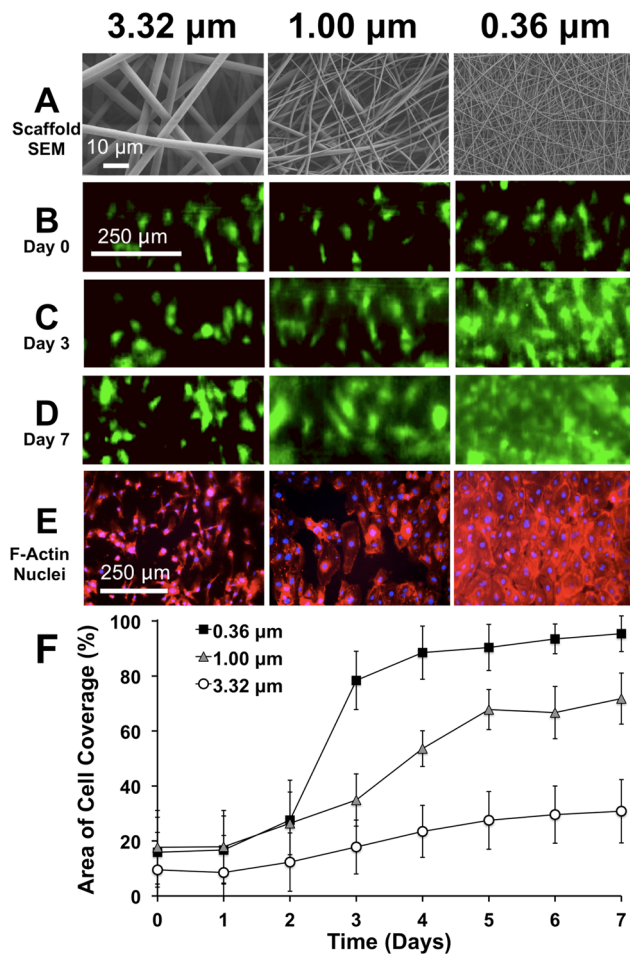 3.32 µm 1.00 µm 0.36 µm
A
Scaffold
SEM
10 µm
B
Day 0
250 µm
C
Day 3
D
Day 7
E
F-Actin
Nuclei
250 µm
F
Area of Cell Coverage (%)
100
80
60
40
20
0
0.36 µm
1.00 µm
3.32 µm
0 1 2 3 4 5 6 7
Time (Days)